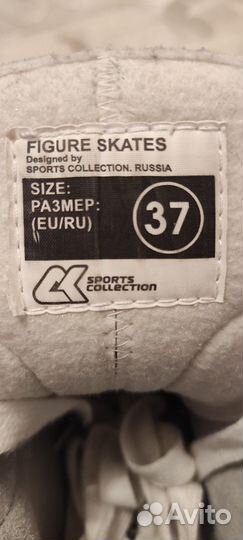 FIGURE SKATES
Designed by
SPORTS COLLECTION. RUSSIA
SIZE:
РАЗМЕР:
(EU/RU)
37
SPORTS
COLLECTION
Avito